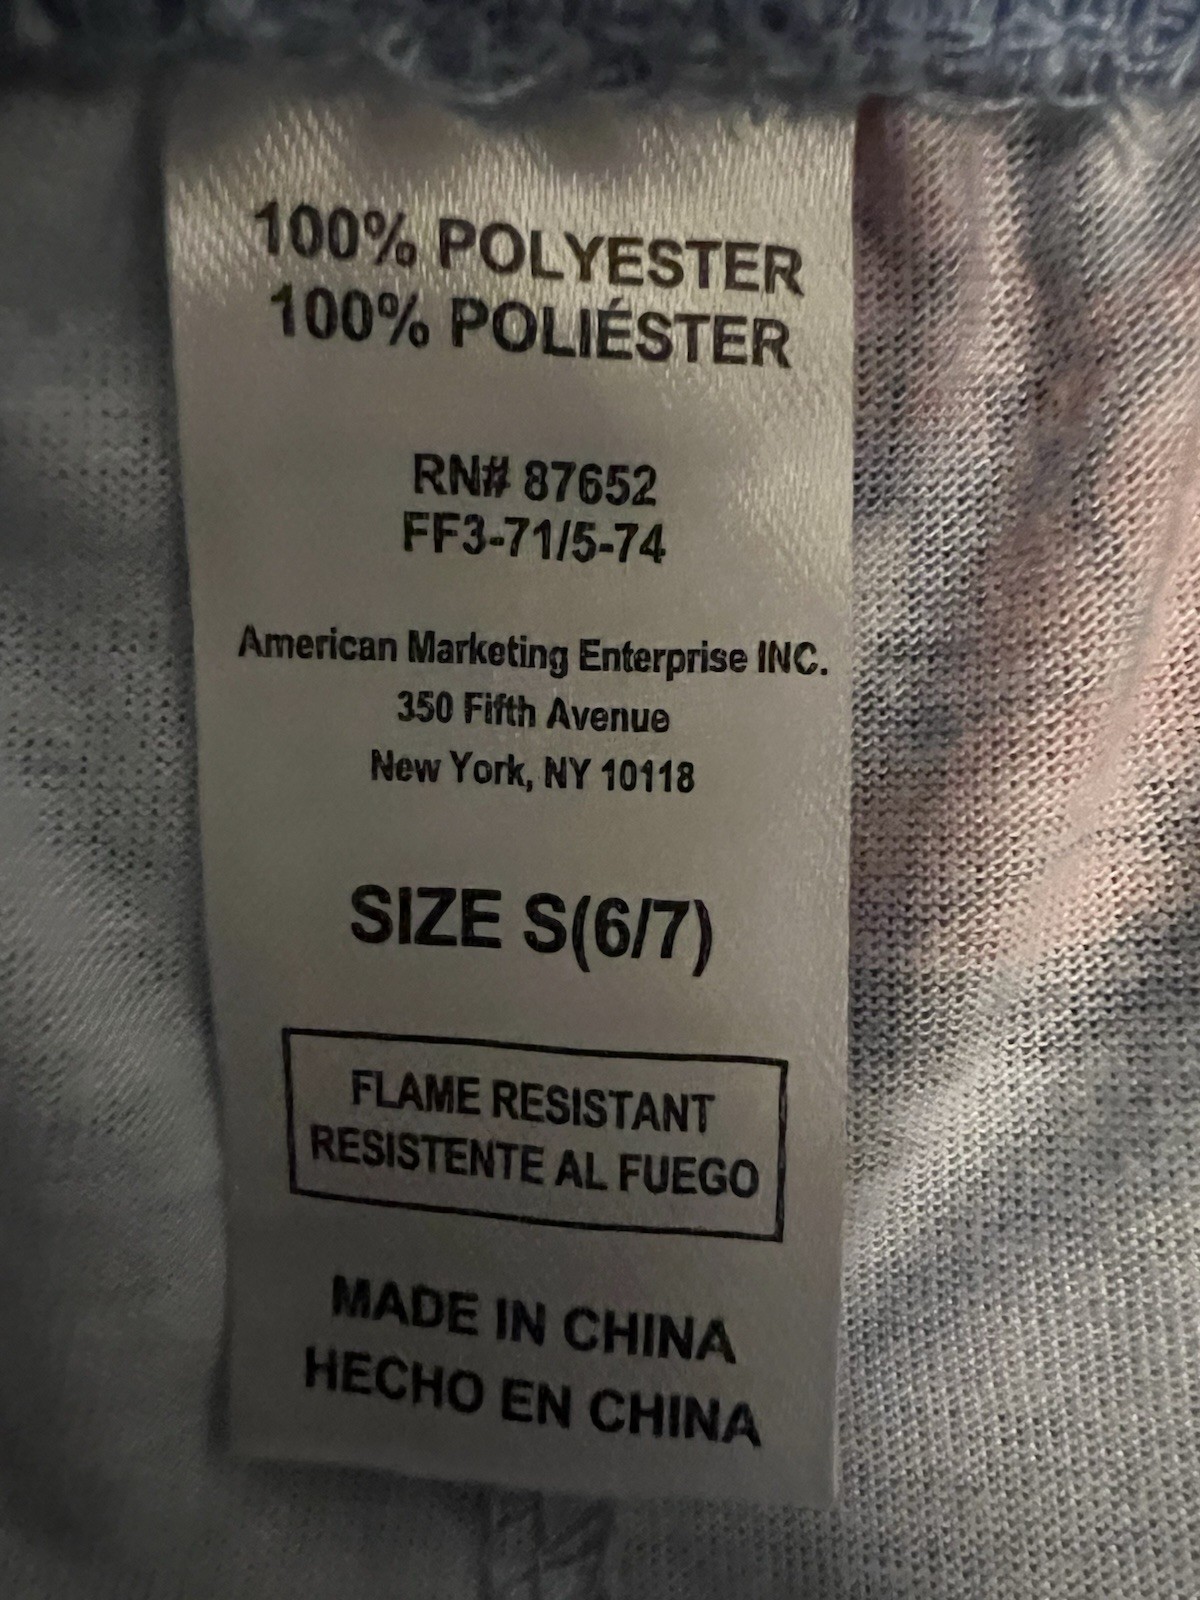 100% POLYESTER
100% POLIÉSTER
RN# 87652
FF3-71/5-74
American Marketing Enterprise INC.
350 Fifth Avenue
New York, NY 10118
SIZE S(6/7)
FLAME RESISTANT
RESISTENTE AL FUEGO
MADE IN CHINA
HECHO EN CHINA